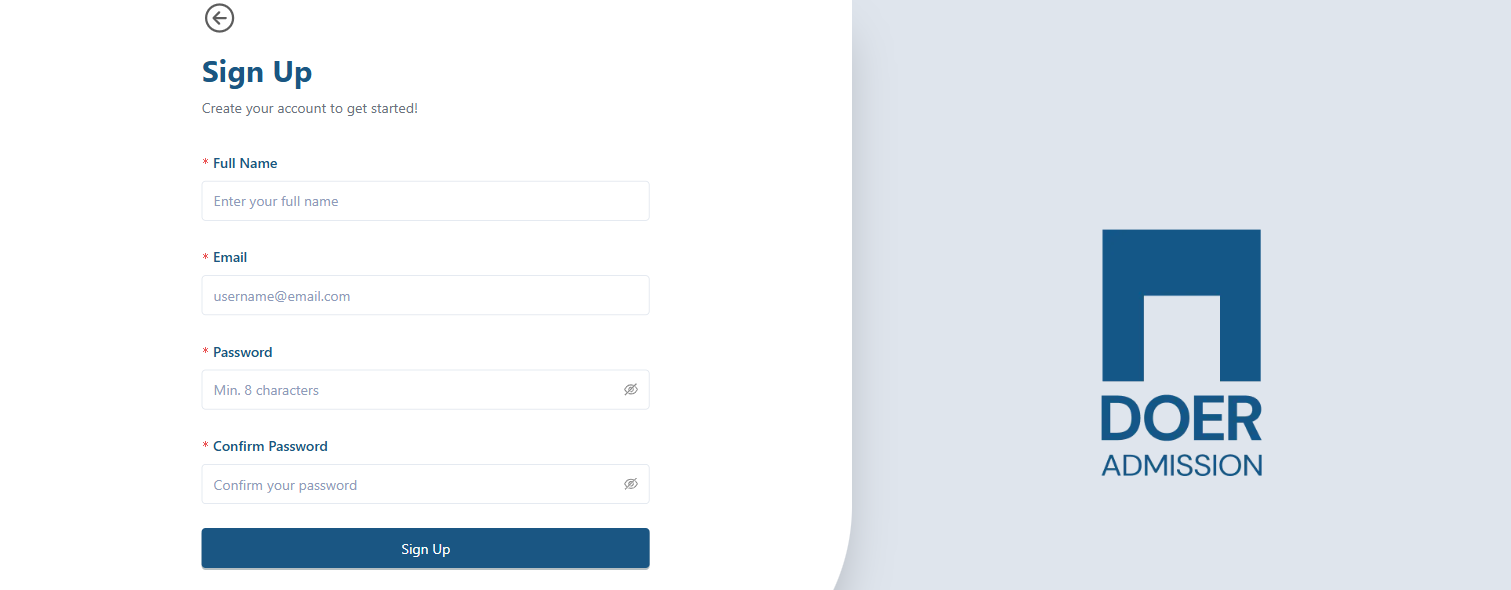 Sign Up
Create your account to get started!
* Full Name
Enter your full name
* Email
username@email.com
* Password
Min. 8 characters
* Confirm Password
Confirm your password
Sign Up
DOER
ADMISSION